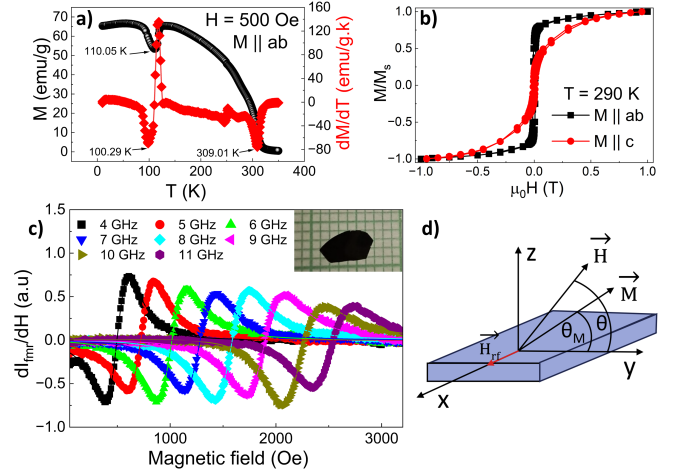 a)
H = 500 Oe
M || ab
110.05 K
100.29 K
309.01 K
M (emu/g)
70
60
50
40
30
20
10
0
0 100 200 300 400
T (K)
160
120
80
40
0
-40
-80
dM/dT (emu/g.k)
b)
M/Ms
1.0
0.5
0.0
-0.5
-1.0
T = 290 K
M || ab
M || c
-1.0 -0.5 0.0 0.5 1.0
μ0H (T)
c)
4 GHz 5 GHz 6 GHz
7 GHz 8 GHz 9 GHz
10 GHz 11 GHz
dIfmr/dH (a.u)
1.5
1.0
0.5
0.0
-0.5
-1.0
1000 2000 3000
Magnetic field (Oe)
d)
z
H
M
θ
θM
Hrf
y
x